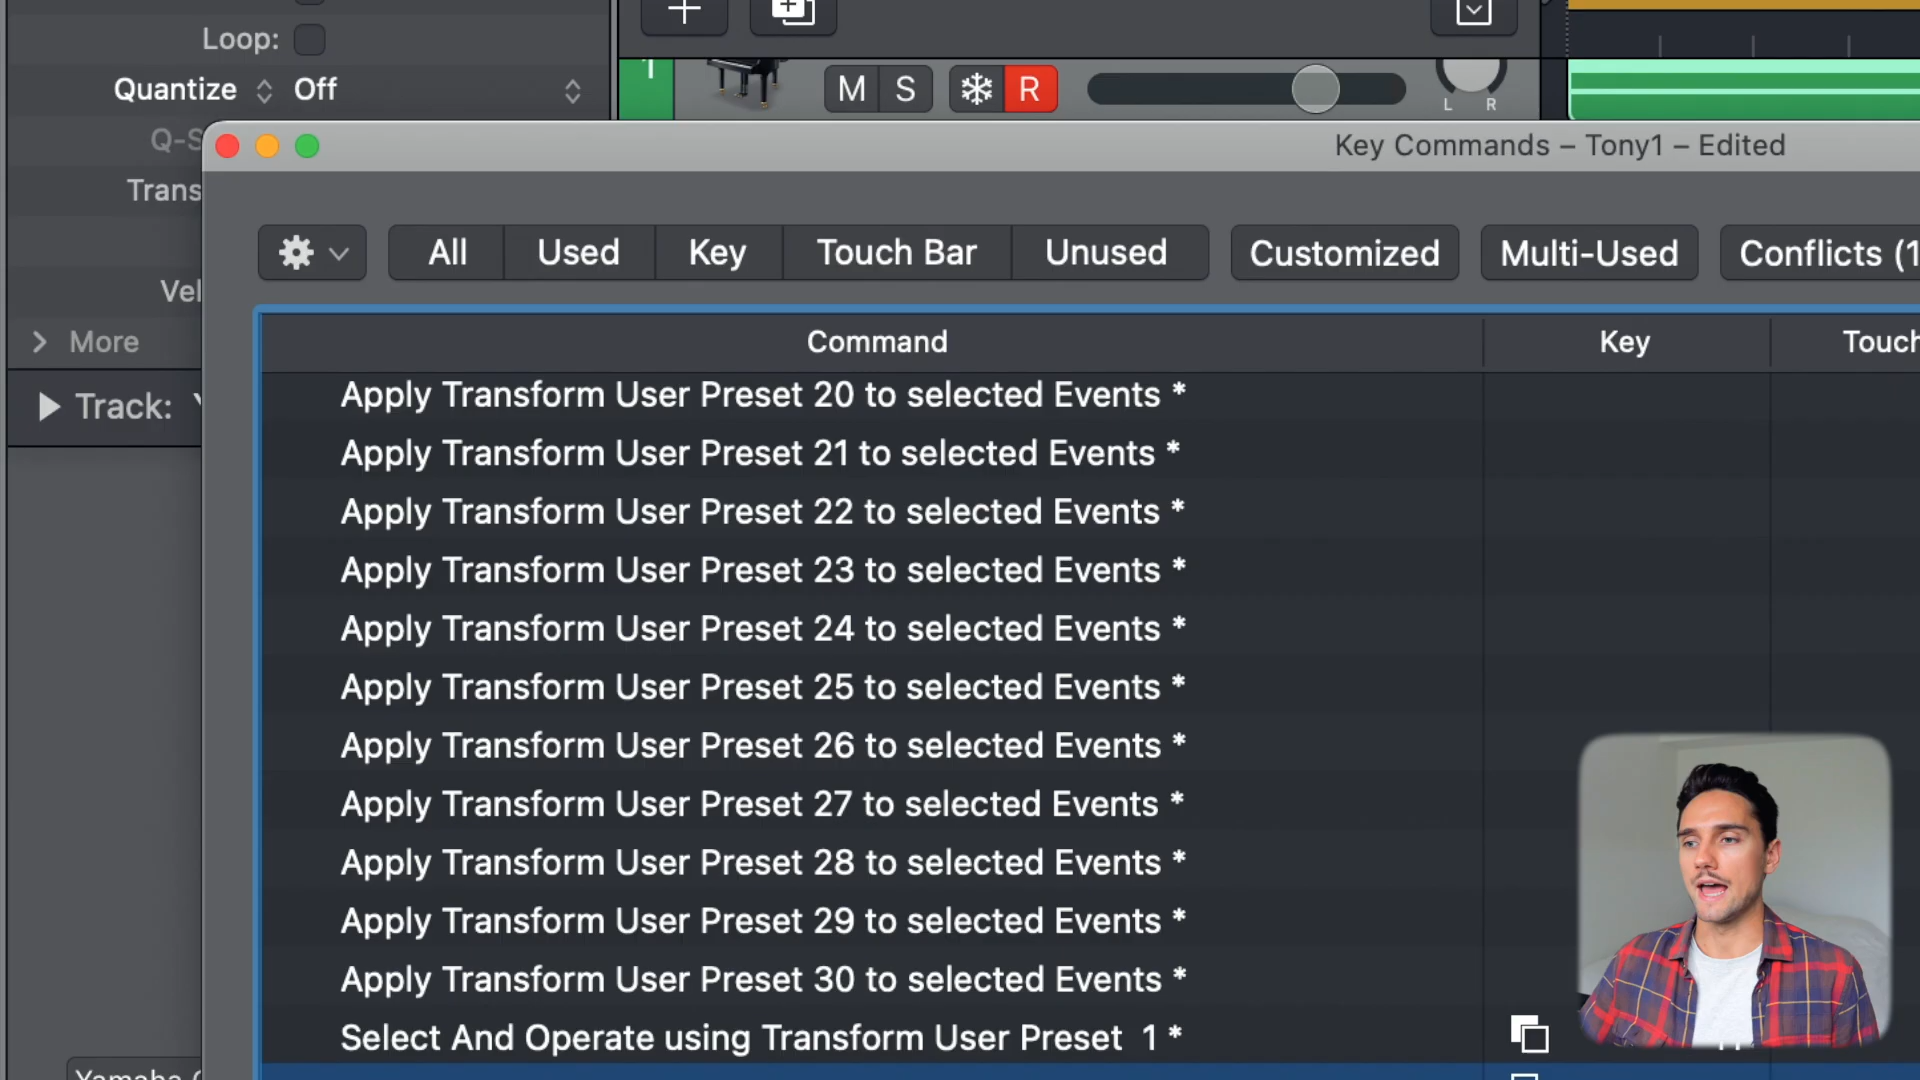 Loop:
Quantize Off
1
M S R
L R
Q-S
Key Commands – Tony1 – Edited
Trans
All Used Key Touch Bar Unused Customized Multi-Used Conflicts (1
Vel
More
Command Key Touch
Track:
Apply Transform User Preset 20 to selected Events *
Apply Transform User Preset 21 to selected Events *
Apply Transform User Preset 22 to selected Events *
Apply Transform User Preset 23 to selected Events *
Apply Transform User Preset 24 to selected Events *
Apply Transform User Preset 25 to selected Events *
Apply Transform User Preset 26 to selected Events *
Apply Transform User Preset 27 to selected Events *
Apply Transform User Preset 28 to selected Events *
Apply Transform User Preset 29 to selected Events *
Apply Transform User Preset 30 to selected Events *
Select And Operate using Transform User Preset 1 *
Yamaha